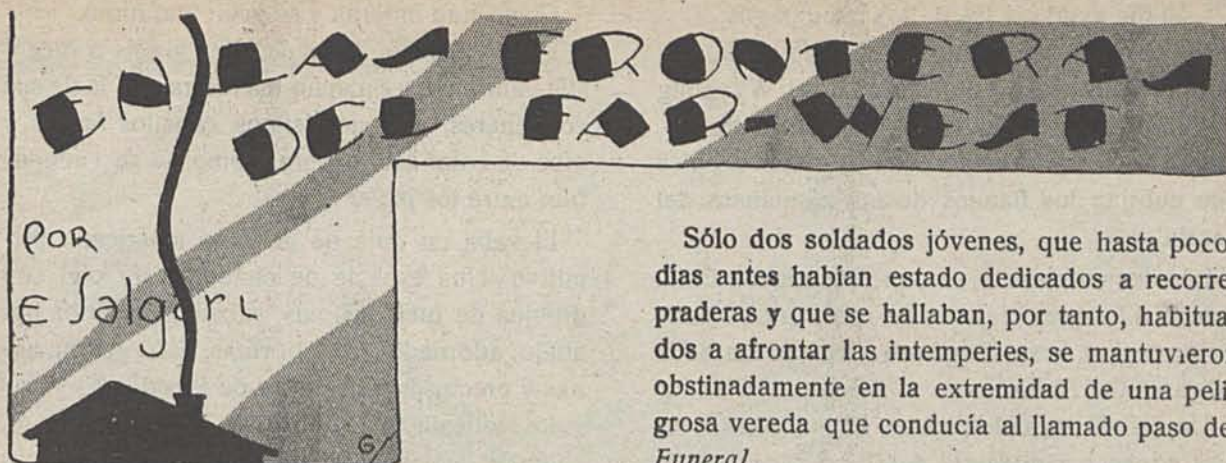 EN LAS FRONTERAS
DEL FAR-WEST
POR
E Salgari
G/
Sólo dos soldados jóvenes, que hasta poco
días antes habían estado dedicados a recorre
praderas y que se hallaban, por tanto, habitua
dos a afrontar las intemperies, se mantuviero
obstinadamente en la extremidad de una peli
grosa vereda que conducía al llamado paso de
Funeral